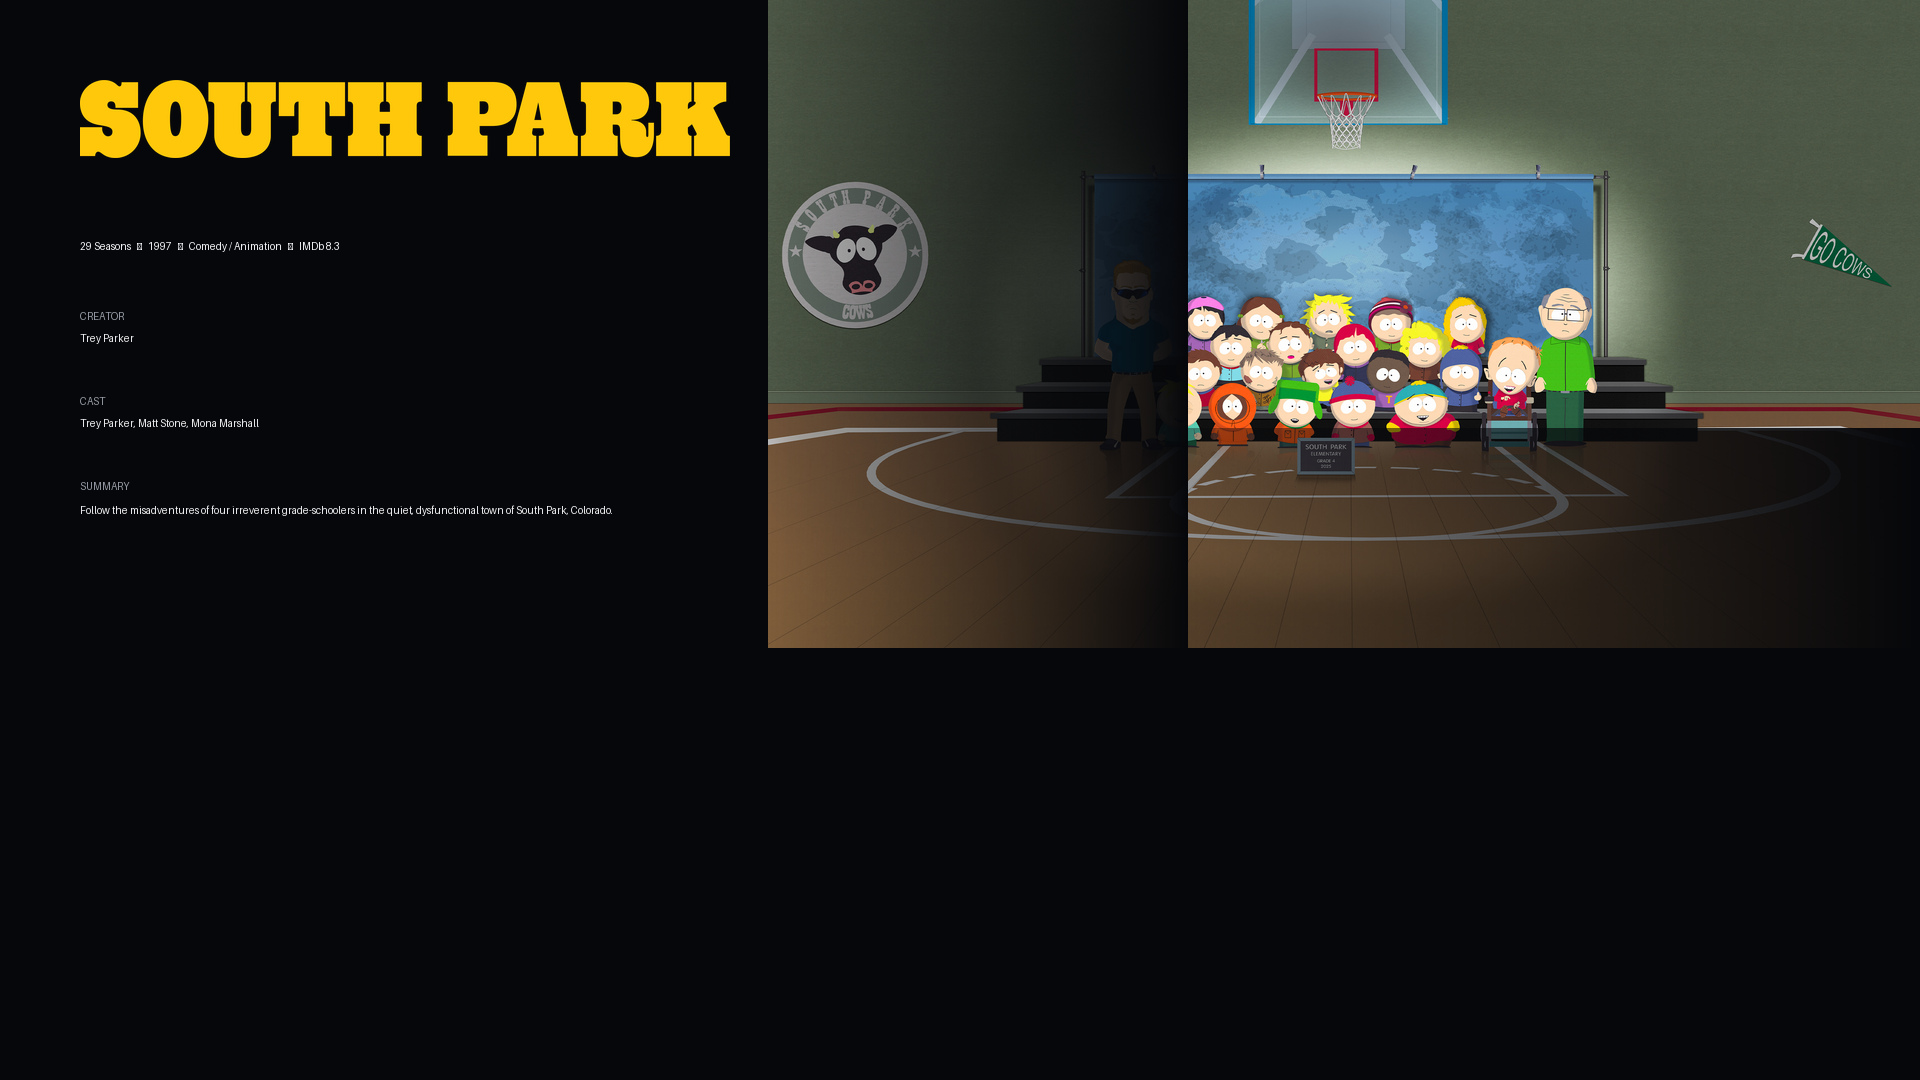 SOUTH PARK
29 Seasons 1997 Comedy / Animation IMDb 8.3
CREATOR
Trey Parker
CAST
Trey Parker, Matt Stone, Mona Marshall
SUMMARY
Follow the misadventures of four irreverent grade-schoolers in the quiet, dysfunctional town of South Park, Colorado.
SOUTH PARK
COWS
GO COWS
T
SOUTH PARK
ELEMENTARY
GRADE 4